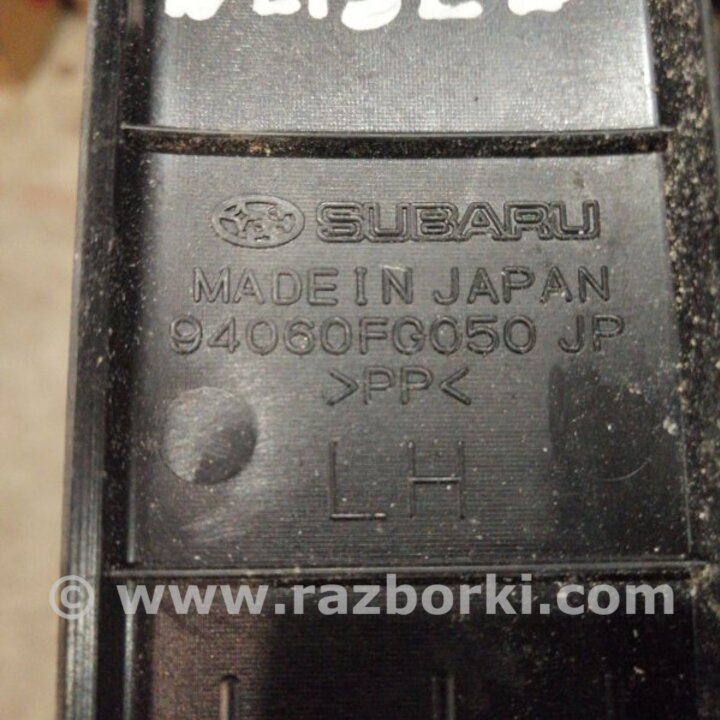 SUBARU
MADE IN JAPAN
94060FG050 JP
>PP<
LH
© www.razborki.com